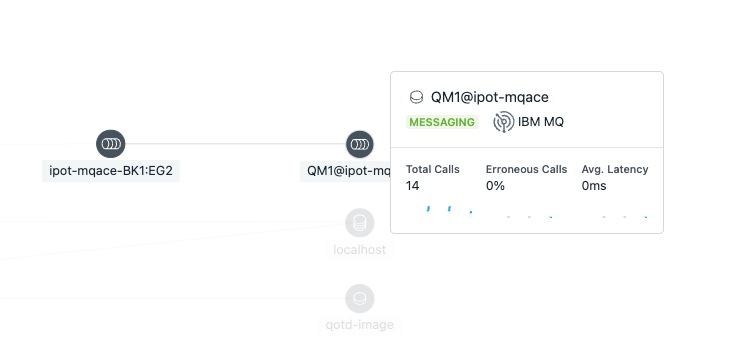 QM1@ipot-mqace
MESSAGING IBM MQ
ipot-mqace-BK1:EG2
QM1@ipot-mq
Total Calls Erroneous Calls Avg. Latency
14 0% 0ms
localhost
qotd-image